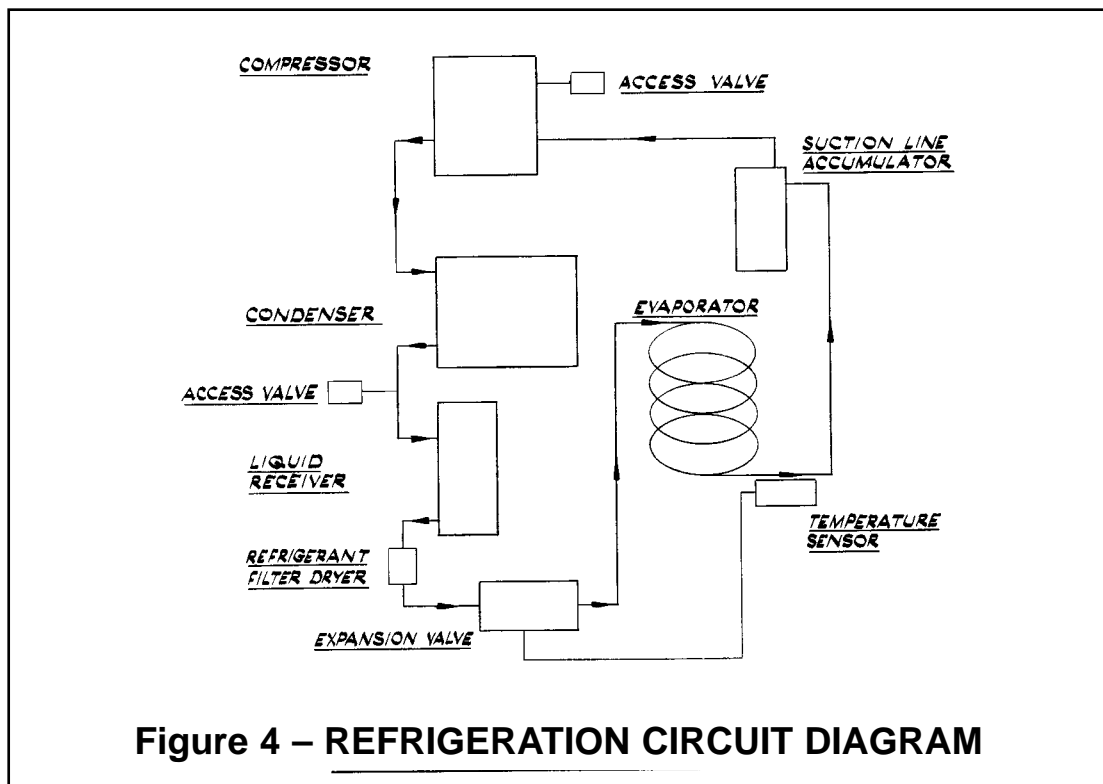 COMPRESSOR
ACCESS VALVE
SUCTION LINE
ACCUMULATOR
CONDENSER
EVAPORATOR
ACCESS VALVE
LIQUID
RECEIVER
TEMPERATURE
SENSOR
REFRIGERANT
FILTER DRYER
EXPANSION VALVE
Figure 4 – REFRIGERATION CIRCUIT DIAGRAM